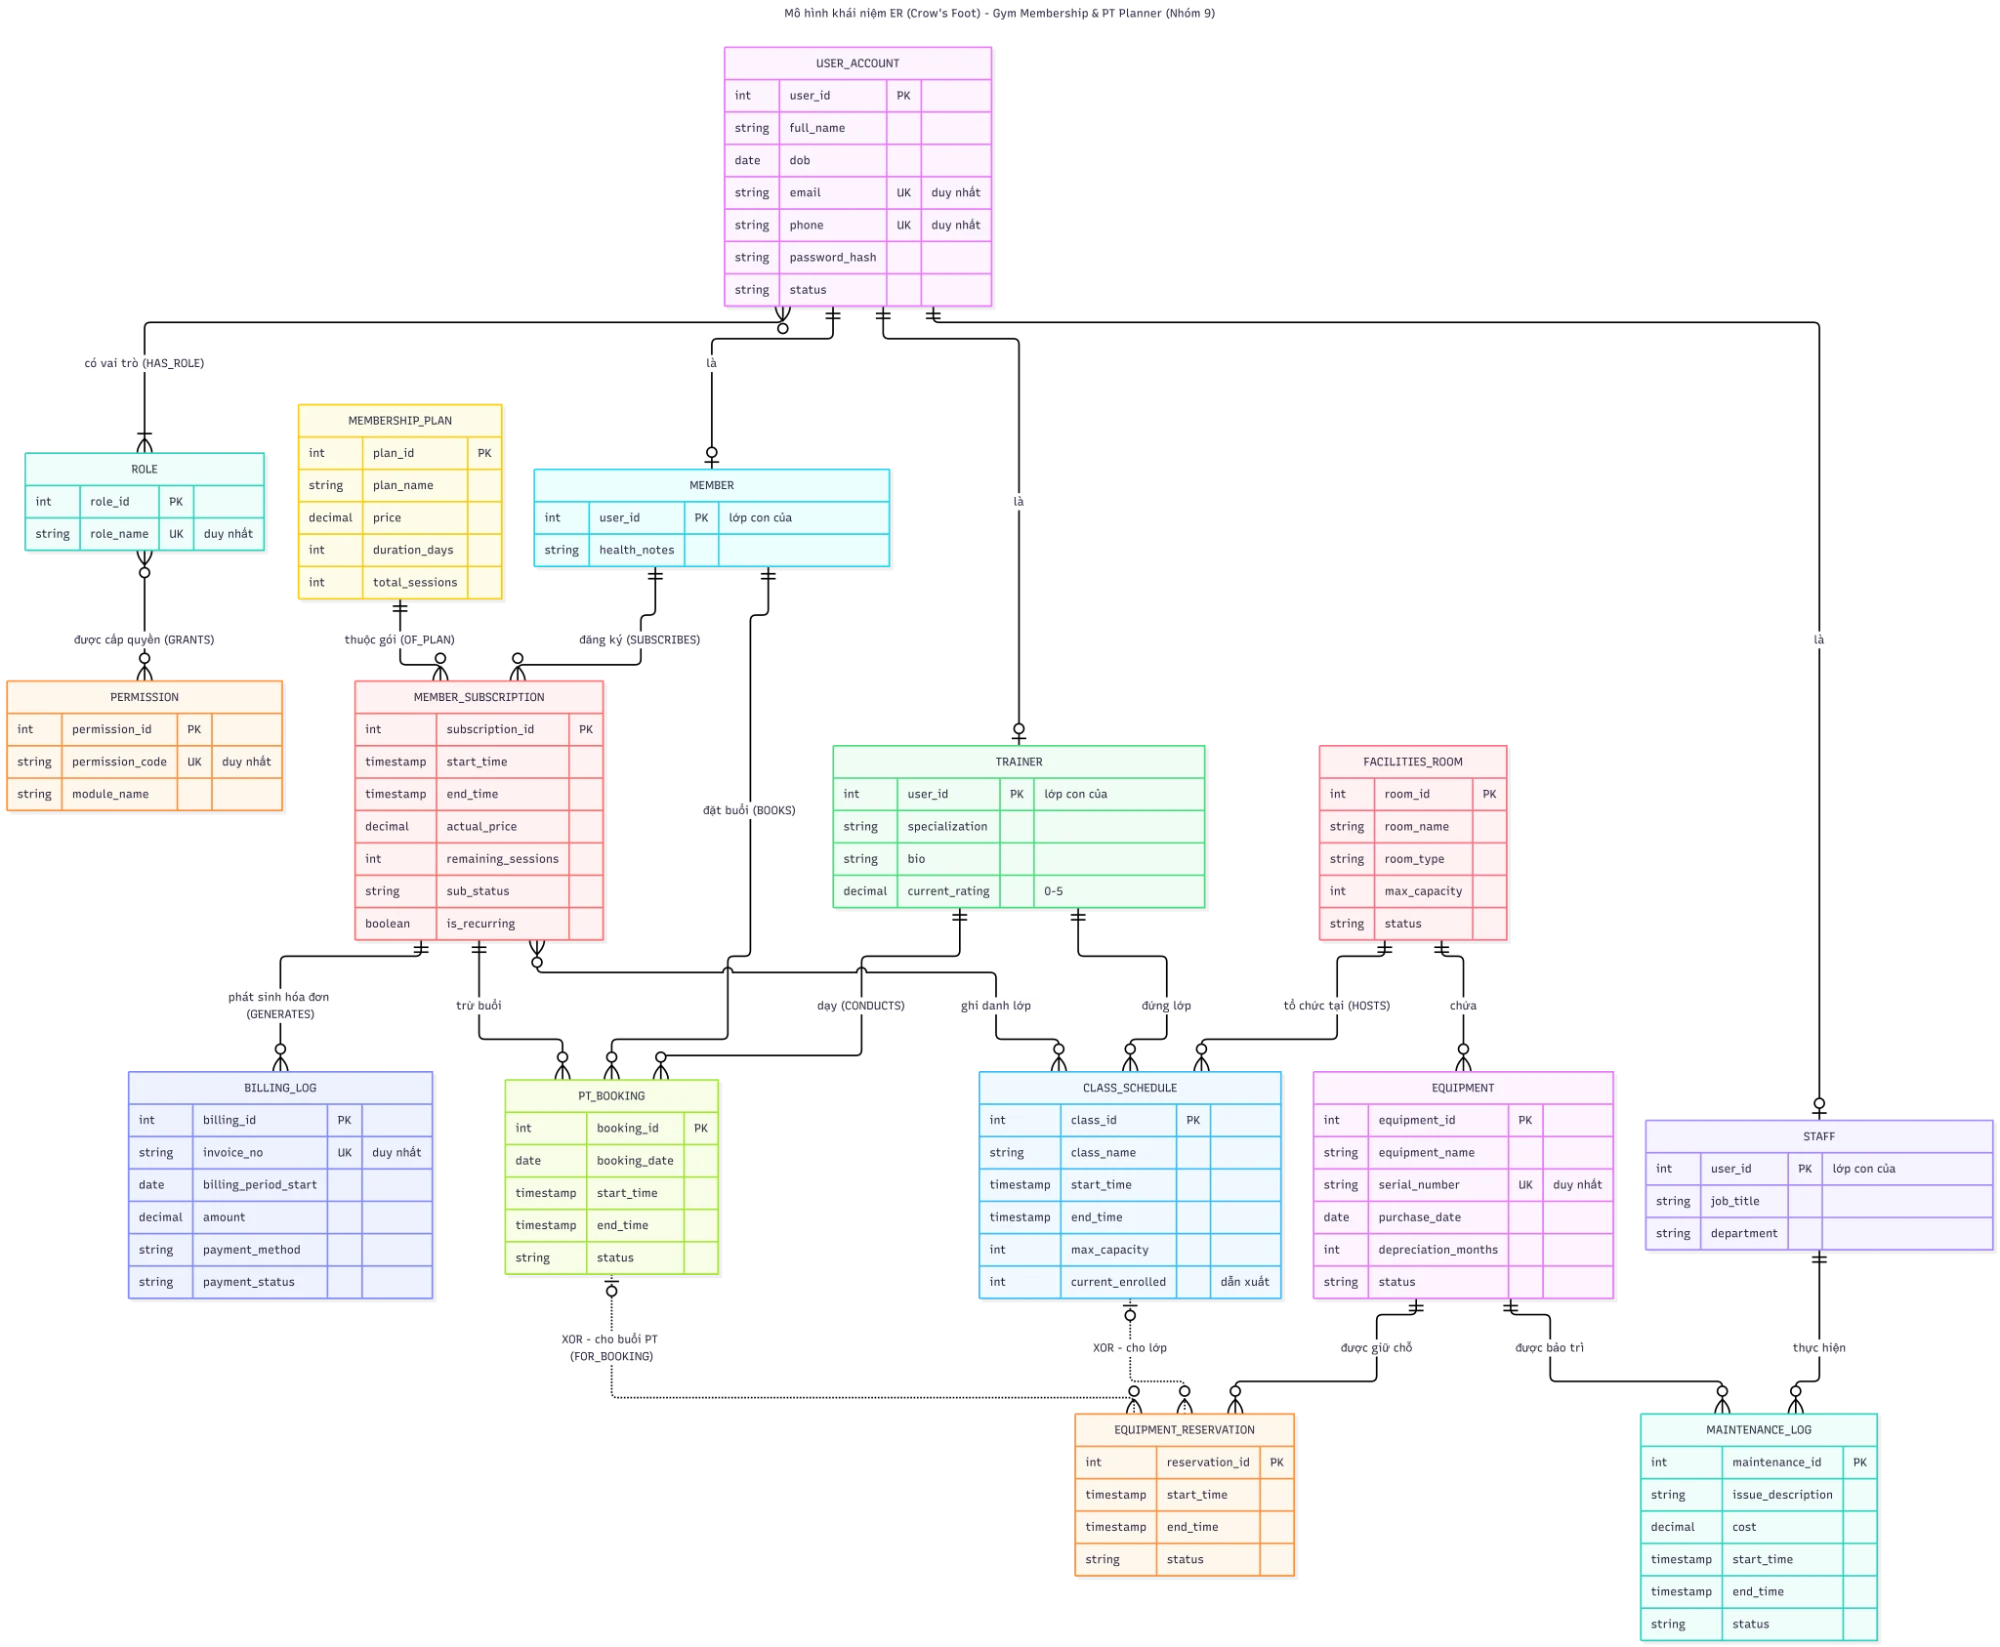 Mô hình khái niệm ER (Crow's Foot) - Gym Membership & PT Planner (Nhóm 9)
USER_ACCOUNT
int user_id PK
string full_name
date dob
string email UK duy nhất
string phone UK duy nhất
string password_hash
string status
có vai trò (HAS_ROLE)
là
là
là
ROLE
int role_id PK
string role_name UK duy nhất
MEMBERSHIP_PLAN
int plan_id PK
string plan_name
decimal price
int duration_days
int total_sessions
MEMBER
int user_id PK lớp con của
string health_notes
được cấp quyền (GRANTS)
thuộc gói (OF_PLAN)
đăng ký (SUBSCRIBES)
PERMISSION
int permission_id PK
string permission_code UK duy nhất
string module_name
MEMBER_SUBSCRIPTION
int subscription_id PK
timestamp start_time
timestamp end_time
decimal actual_price
int remaining_sessions
string sub_status
boolean is_recurring
đặt buổi (BOOKS)
TRAINER
int user_id PK lớp con của
string specialization
string bio
decimal current_rating 0-5
FACILITIES_ROOM
int room_id PK
string room_name
string room_type
int max_capacity
string status
phát sinh hóa đơn
(GENERATES)
trừ buổi
dạy (CONDUCTS)
ghi danh lớp
đứng lớp
tổ chức tại (HOSTS)
chứa
BILLING_LOG
int billing_id PK
string invoice_no UK duy nhất
date billing_period_start
decimal amount
string payment_method
string payment_status
PT_BOOKING
int booking_id PK
date booking_date
timestamp start_time
timestamp end_time
string status
CLASS_SCHEDULE
int class_id PK
string class_name
timestamp start_time
timestamp end_time
int max_capacity
int current_enrolled dẫn xuất
EQUIPMENT
int equipment_id PK
string equipment_name
string serial_number UK duy nhất
date purchase_date
int depreciation_months
string status
STAFF
int user_id PK lớp con của
string job_title
string department
XOR - cho buổi PT
(FOR_BOOKING)
XOR - cho lớp
được giữ chỗ
được bảo trì
thực hiện
EQUIPMENT_RESERVATION
int reservation_id PK
timestamp start_time
timestamp end_time
string status
MAINTENANCE_LOG
int maintenance_id PK
string issue_description
decimal cost
timestamp start_time
timestamp end_time
string status